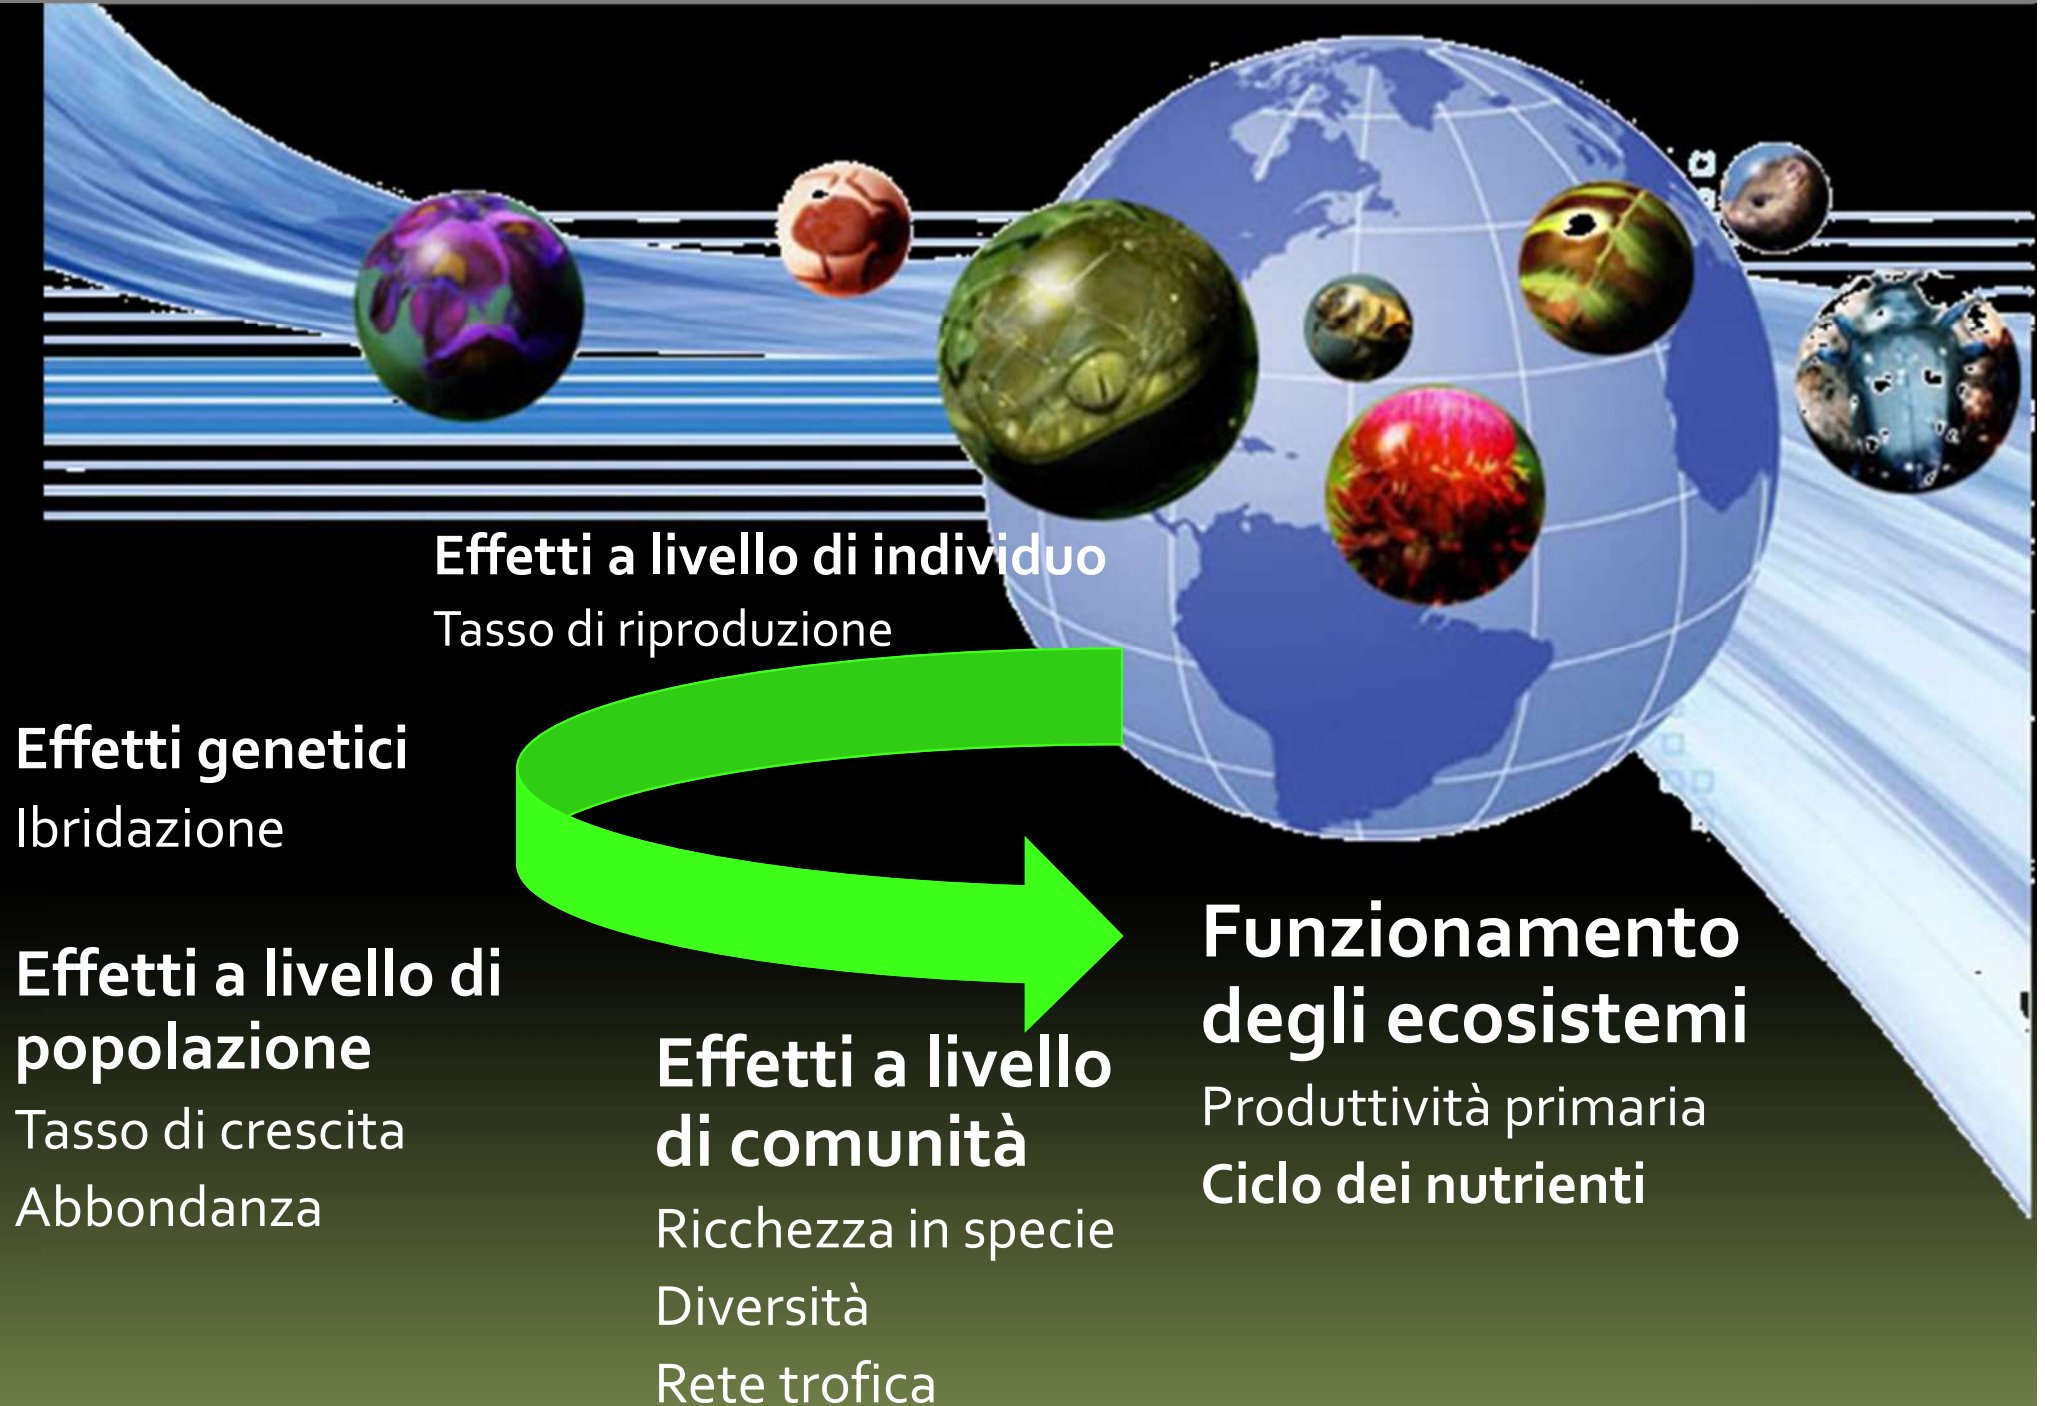 Effetti a livello di individuo
Tasso di riproduzione
Effetti genetici
Ibridazione
Effetti a livello di
popolazione
Tasso di crescita
Abbondanza
Effetti a livello
di comunità
Ricchezza in specie
Diversità
Rete trofica
Funzionamento
degli ecosistemi
Produttività primaria
Ciclo dei nutrienti